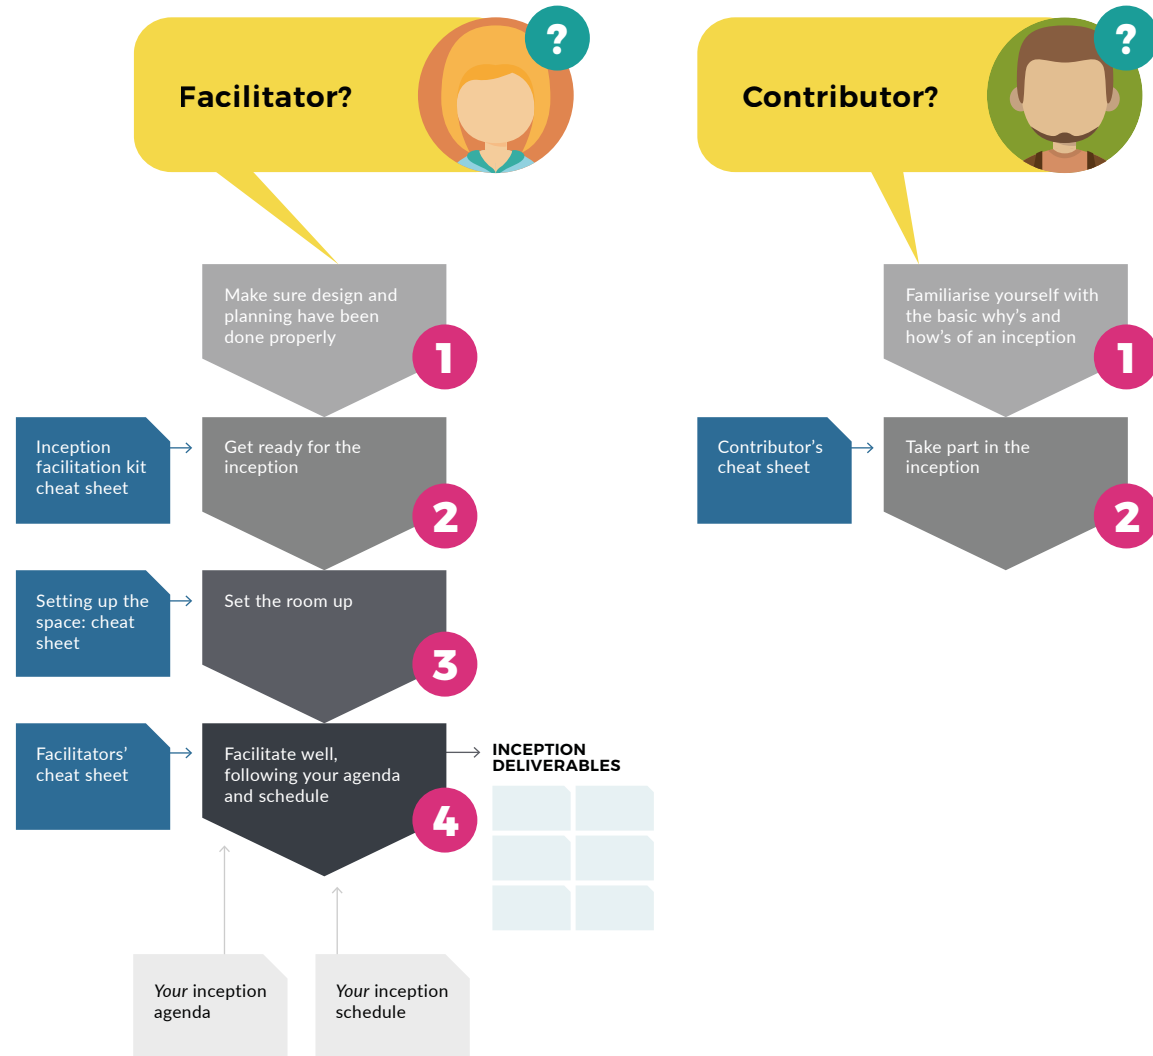 Facilitator?
?
Make sure design and
planning have been
done properly
1
Inception
facilitation kit
cheat sheet
Get ready for the
inception
2
Setting up the
space: cheat
sheet
Set the room up
3
Facilitators’
cheat sheet
Facilitate well,
following your agenda
and schedule
4
INCEPTION
DELIVERABLES
Your inception
agenda
Your inception
schedule
Contributor?
?
Familiarise yourself with
the basic why’s and
how’s of an inception
1
Contributor’s
cheat sheet
Take part in the
inception
2